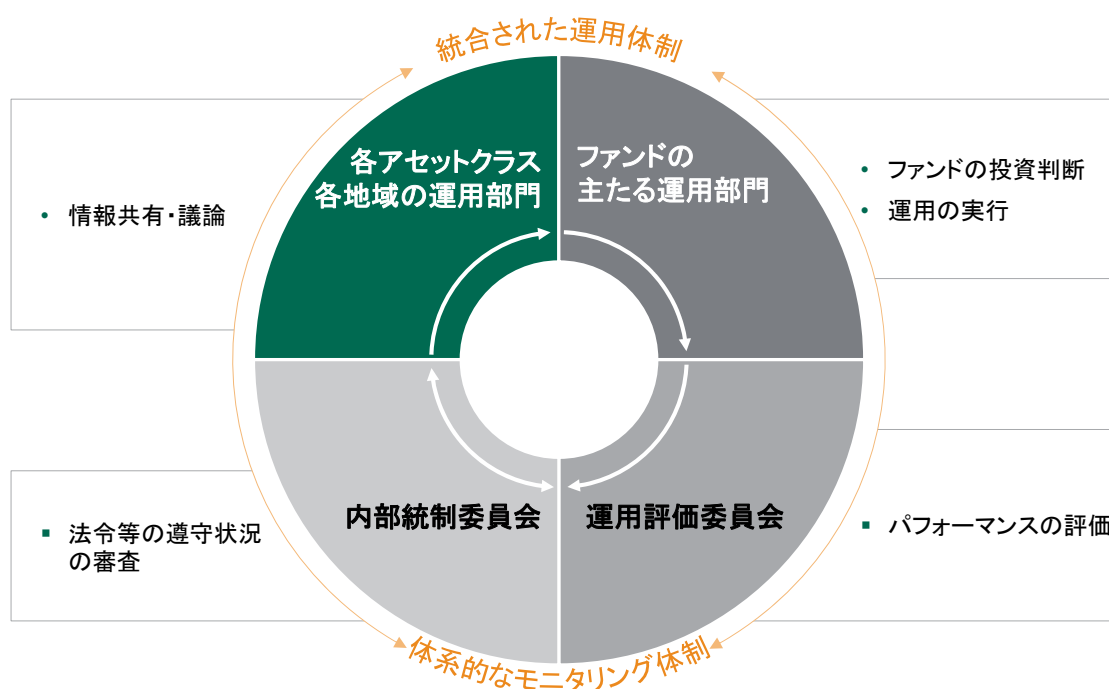 統合された運用体制
各アセットクラス
各地域の運用部門
ファンドの
主たる運用部門
• 情報共有・議論
• ファンドの投資判断
• 運用の実行
内部統制委員会
運用評価委員会
▪ 法令等の遵守状況
の審査
▪ パフォーマンスの評価
体系的なモニタリング体制